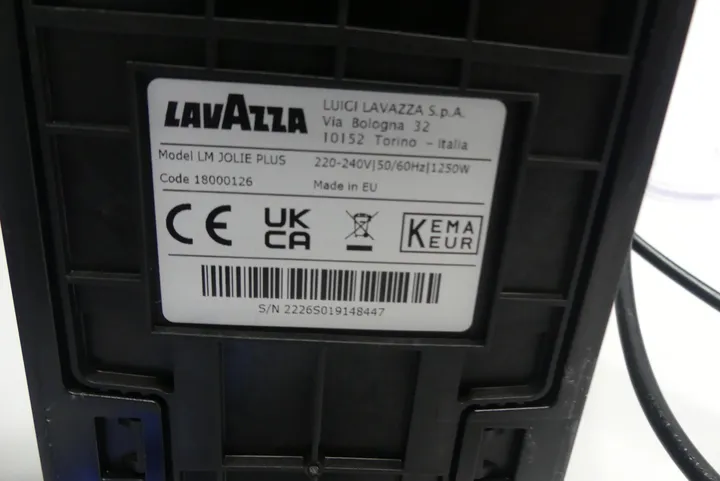 LAVAZZA
LUIGI LAVAZZA S.p.A.
Via Bologna 32
10152 Torino - Italia
Model LM JOLIE PLUS
220-240V|50/60Hz|1250W
Code 18000126
Made in EU
CE
UK
CA
KEMA
KEUR
S/N 2226S019148447